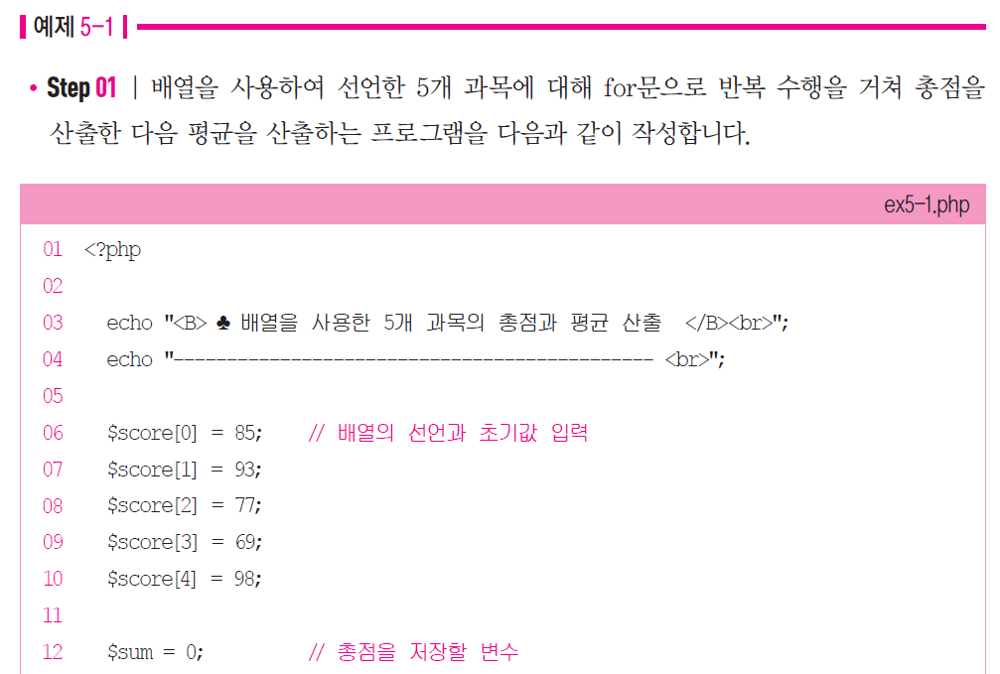 예제 5-1
• Step 01 | 배열을 사용하여 선언한 5개 과목에 대해 for문으로 반복 수행을 거쳐 총점을
산출한 다음 평균을 산출하는 프로그램을 다음과 같이 작성합니다.
ex5-1.php
01 <?php
02
03 echo "<B> ♣ 배열을 사용한 5개 과목의 총점과 평균 산출 </B><br>";
04 echo "--------------------------------------------- <br>";
05
06 $score[0] = 85; // 배열의 선언과 초기값 입력
07 $score[1] = 93;
08 $score[2] = 77;
09 $score[3] = 69;
10 $score[4] = 98;
11
12 $sum = 0; // 총점을 저장할 변수